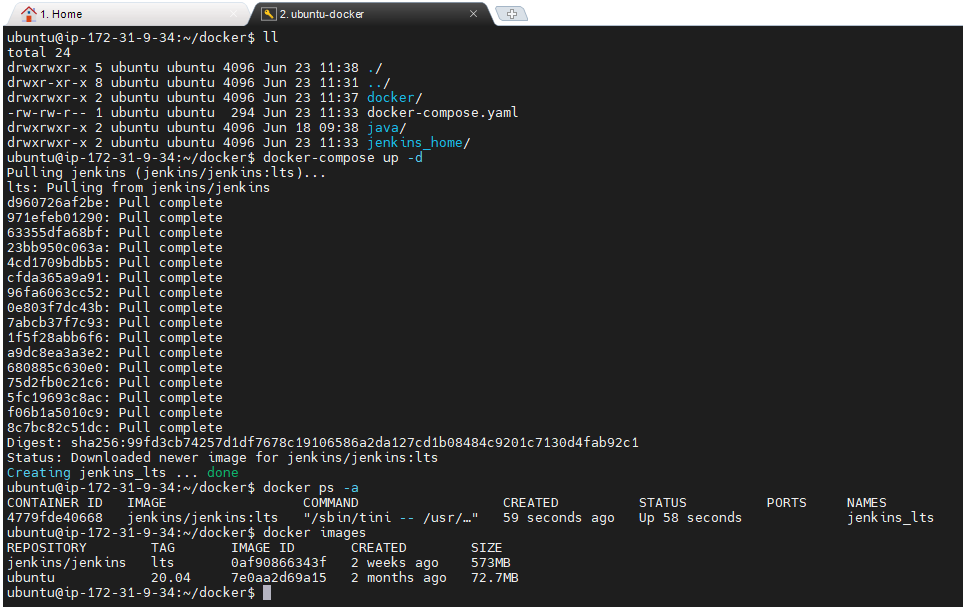 1. Home
2. ubuntu-docker
ubuntu@ip-172-31-9-34:~/docker$ ll
total 24
drwxrwxr-x 5 ubuntu ubuntu 4096 Jun 23 11:38 ./
drwxr-xr-x 8 ubuntu ubuntu 4096 Jun 23 11:31 ../
drwxrwxr-x 2 ubuntu ubuntu 4096 Jun 23 11:37 docker/
-rw-rw-r-- 1 ubuntu ubuntu  294 Jun 23 11:33 docker-compose.yaml
drwxrwxr-x 2 ubuntu ubuntu 4096 Jun 18 09:38 java/
drwxrwxr-x 2 ubuntu ubuntu 4096 Jun 23 11:33 jenkins_home/
ubuntu@ip-172-31-9-34:~/docker$ docker-compose up -d
Pulling jenkins (jenkins/jenkins:lts)...
lts: Pulling from jenkins/jenkins
d960726af2be: Pull complete
971efeb01290: Pull complete
63355dfa68bf: Pull complete
23bb950c063a: Pull complete
4cd1709bdbb5: Pull complete
cfda365a9a91: Pull complete
96fa6063cc52: Pull complete
0e803f7dc43b: Pull complete
7abcb37f7c93: Pull complete
1f5f28abb6f6: Pull complete
a9dc8ea3a3e2: Pull complete
680885c630e0: Pull complete
75d2fb0c21c6: Pull complete
5fc19693c8ac: Pull complete
f06b1a5010c9: Pull complete
8c7bc82c51dc: Pull complete
Digest: sha256:99fd3cb74257d1df7678c19106586a2da127cd1b08484c9201c7130d4fab92c1
Status: Downloaded newer image for jenkins/jenkins:lts
Creating jenkins_lts ... done
ubuntu@ip-172-31-9-34:~/docker$ docker ps -a
CONTAINER ID   IMAGE                 COMMAND                  CREATED          STATUS          PORTS     NAMES
4779fde40668   jenkins/jenkins:lts   "/sbin/tini -- /usr/…"   59 seconds ago   Up 58 seconds             jenkins_lts
ubuntu@ip-172-31-9-34:~/docker$ docker images
REPOSITORY        TAG       IMAGE ID       CREATED        SIZE
jenkins/jenkins   lts       0af90866343f   2 weeks ago    573MB
ubuntu            20.04     7e0aa2d69a15   2 months ago   72.7MB
ubuntu@ip-172-31-9-34:~/docker$